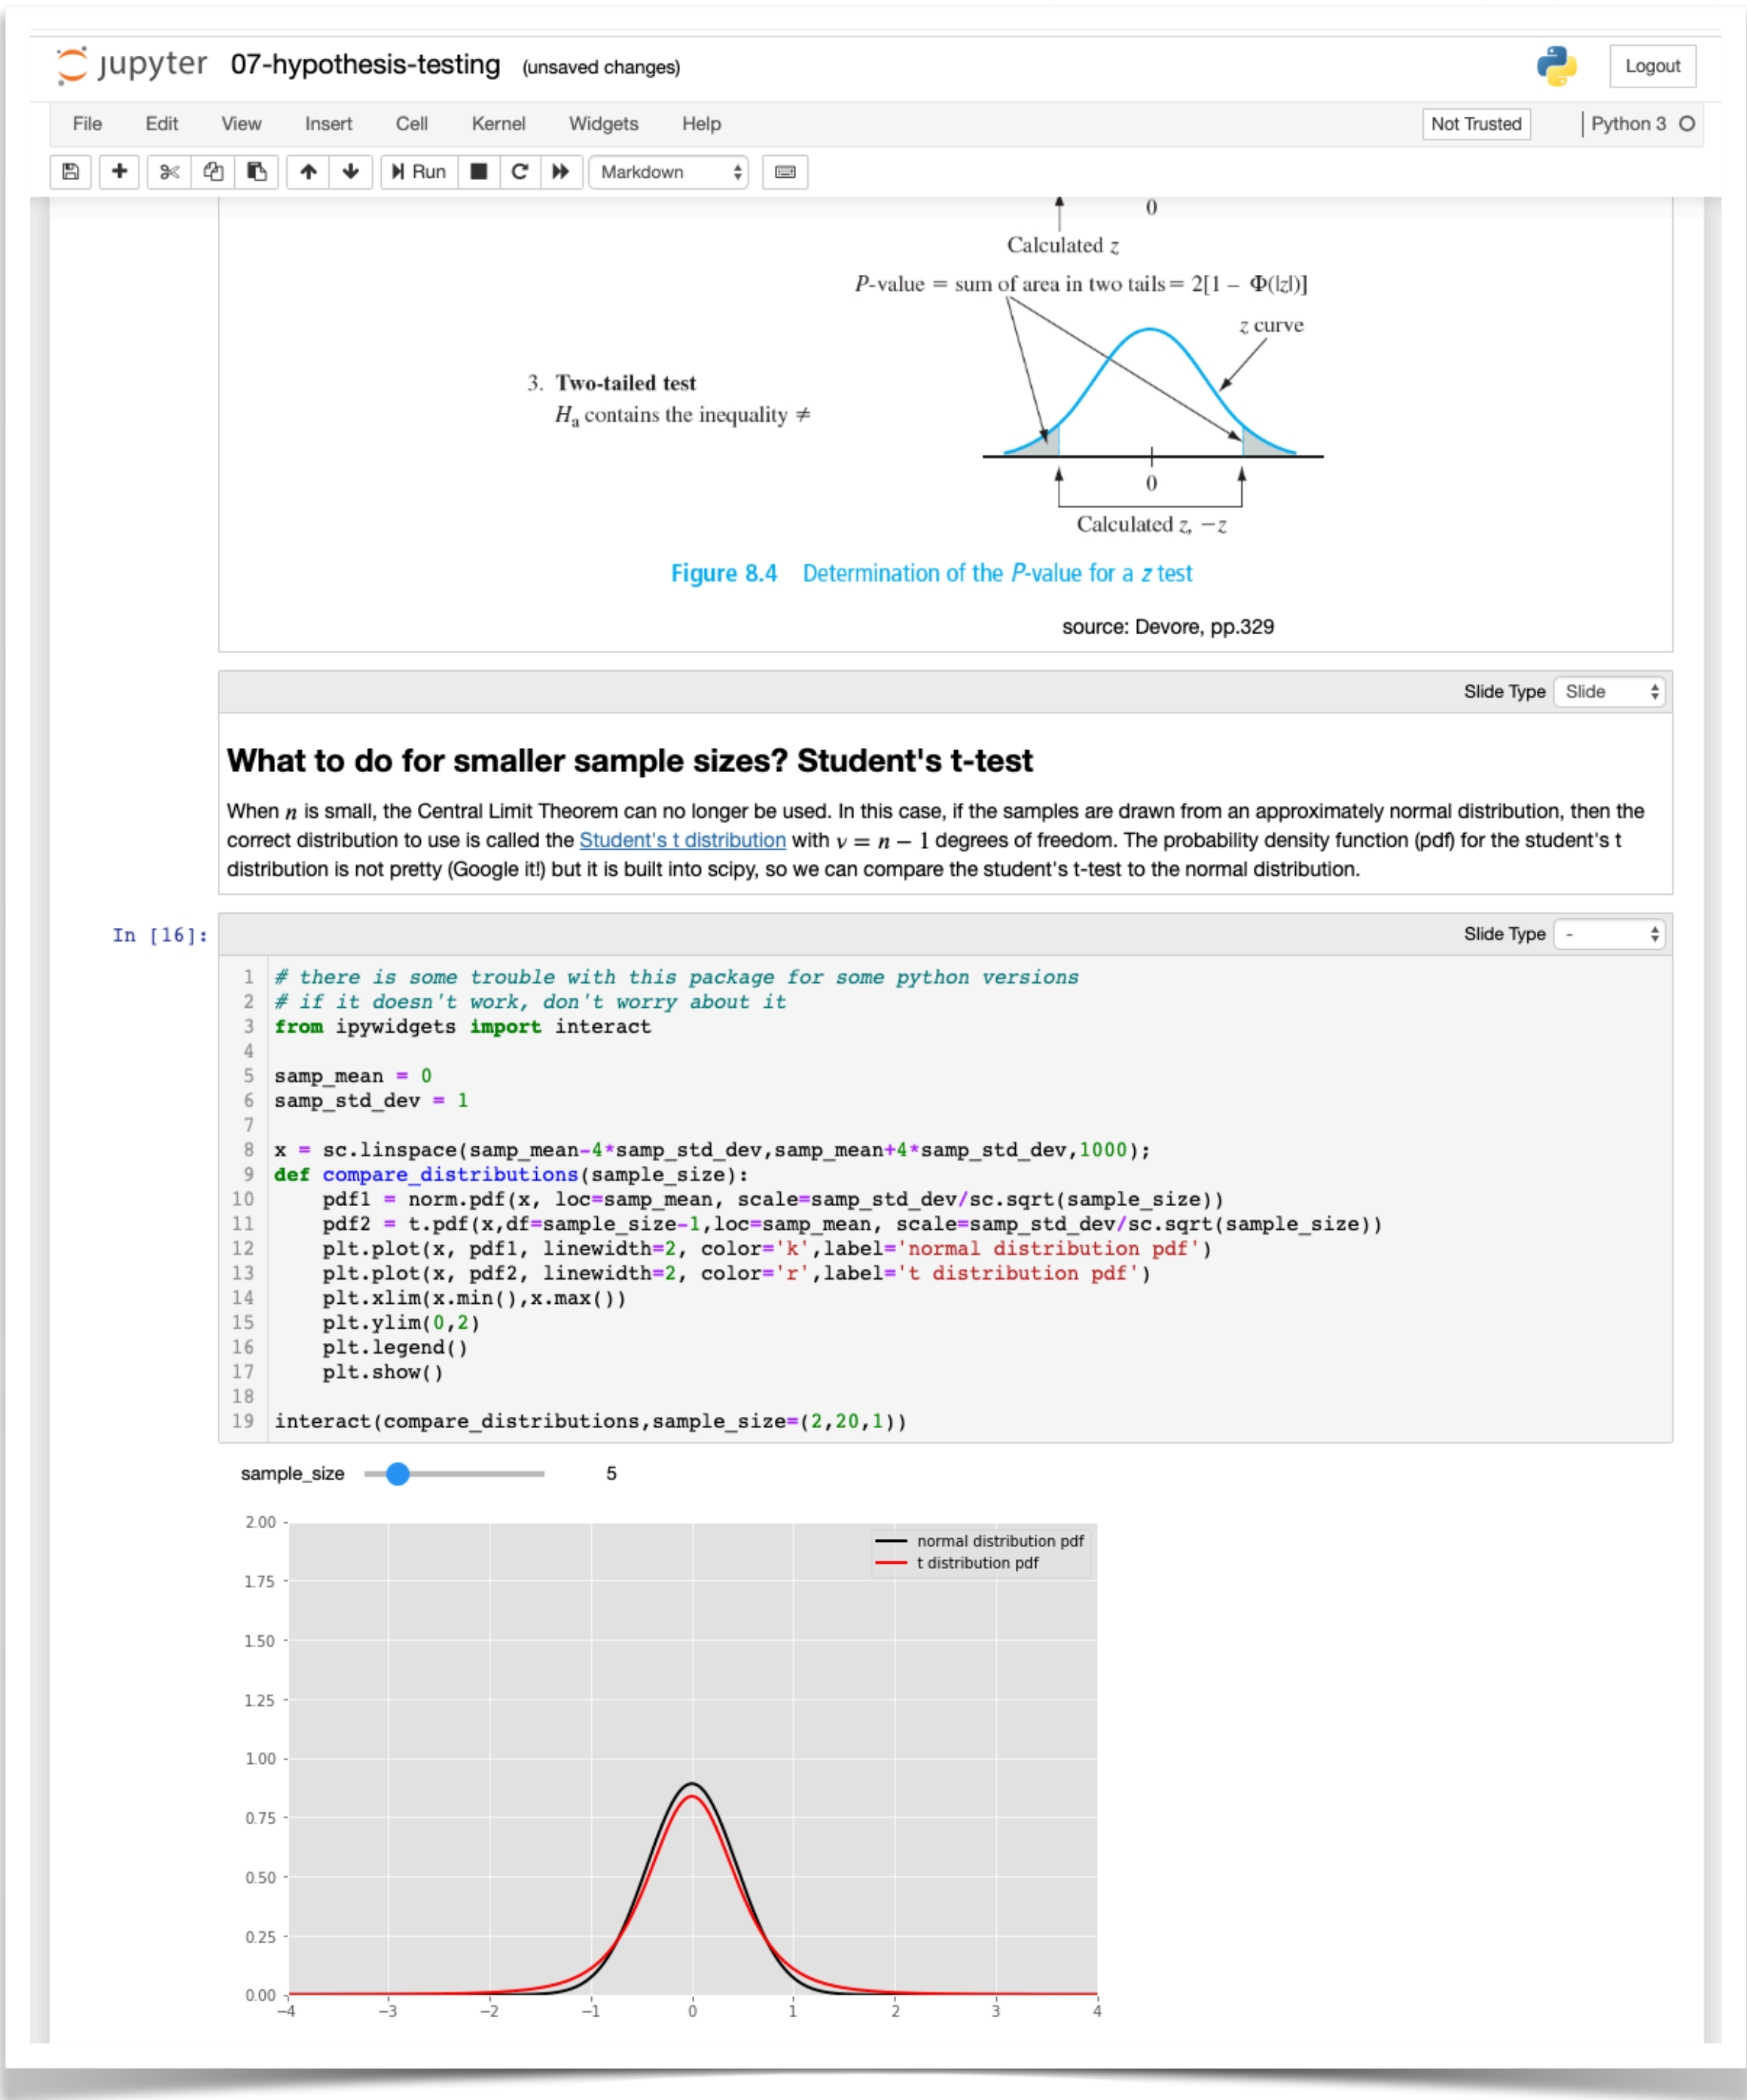 jupyter 07-hypothesis-testing (unsaved changes) Logout
File Edit View Insert Cell Kernel Widgets Help Not Trusted | Python 3
Run Markdown
0
Calculated z
P-value = sum of area in two tails = 2[1 – Φ(|z|)]
z curve
3. Two-tailed test
Hₐ contains the inequality ≠
0
Calculated z, −z
Figure 8.4 Determination of the P-value for a z test
source: Devore, pp.329
Slide Type Slide
What to do for smaller sample sizes? Student's t-test
When n is small, the Central Limit Theorem can no longer be used. In this case, if the samples are drawn from an approximately normal distribution, then the
correct distribution to use is called the Student's t distribution with ν = n − 1 degrees of freedom. The probability density function (pdf) for the student's t
distribution is not pretty (Google it!) but it is built into scipy, so we can compare the student's t-test to the normal distribution.
In [16]:
Slide Type -
1 # there is some trouble with this package for some python versions
2 # if it doesn't work, don't worry about it
3 from ipywidgets import interact
4
5 samp_mean = 0
6 samp_std_dev = 1
7
8 x = sc.linspace(samp_mean-4*samp_std_dev,samp_mean+4*samp_std_dev,1000);
9 def compare_distributions(sample_size):
10     pdf1 = norm.pdf(x, loc=samp_mean, scale=samp_std_dev/sc.sqrt(sample_size))
11     pdf2 = t.pdf(x,df=sample_size-1,loc=samp_mean, scale=samp_std_dev/sc.sqrt(sample_size))
12     plt.plot(x, pdf1, linewidth=2, color='k',label='normal distribution pdf')
13     plt.plot(x, pdf2, linewidth=2, color='r',label='t distribution pdf')
14     plt.xlim(x.min(),x.max())
15     plt.ylim(0,2)
16     plt.legend()
17     plt.show()
18
19 interact(compare_distributions,sample_size=(2,20,1))
sample_size 5
2.00
normal distribution pdf
t distribution pdf
1.75
1.50
1.25
1.00
0.75
0.50
0.25
0.00
−4 −3 −2 −1 0 1 2 3 4